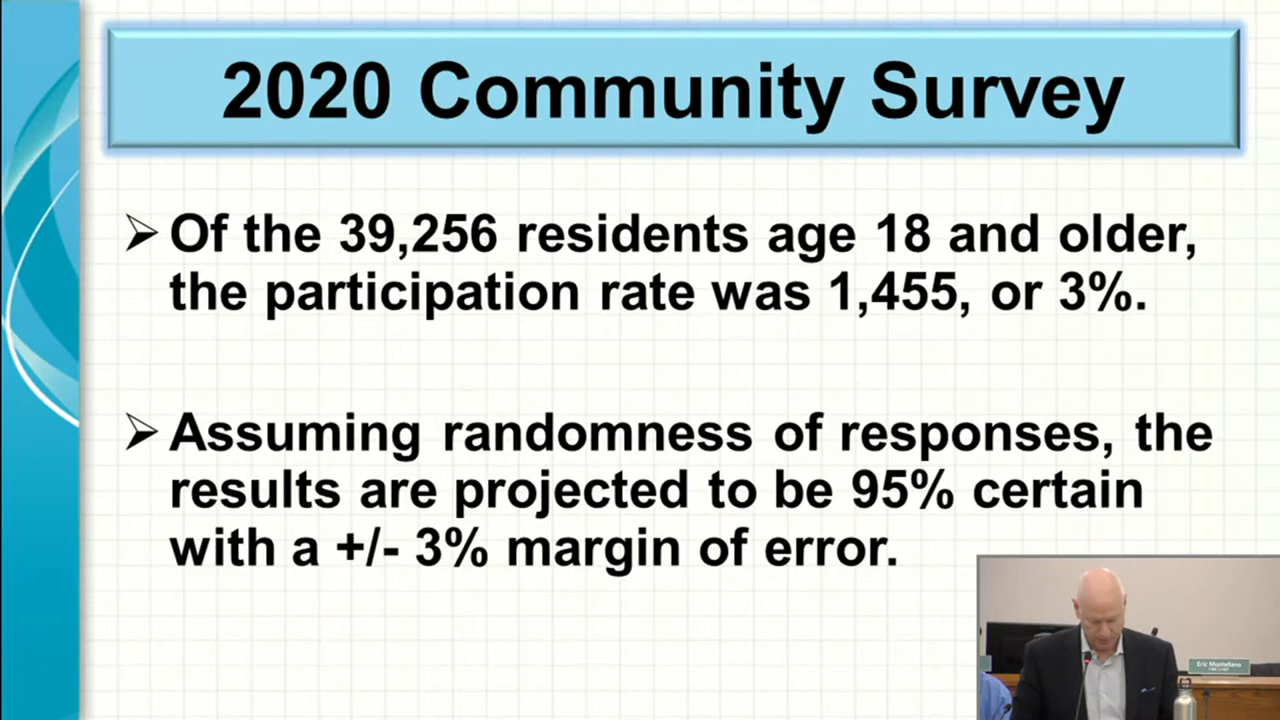 2020 Community Survey
➢ Of the 39,256 residents age 18 and older,
the participation rate was 1,455, or 3%.
➢ Assuming randomness of responses, the
results are projected to be 95% certain
with a +/- 3% margin of error.
Eric Montellano